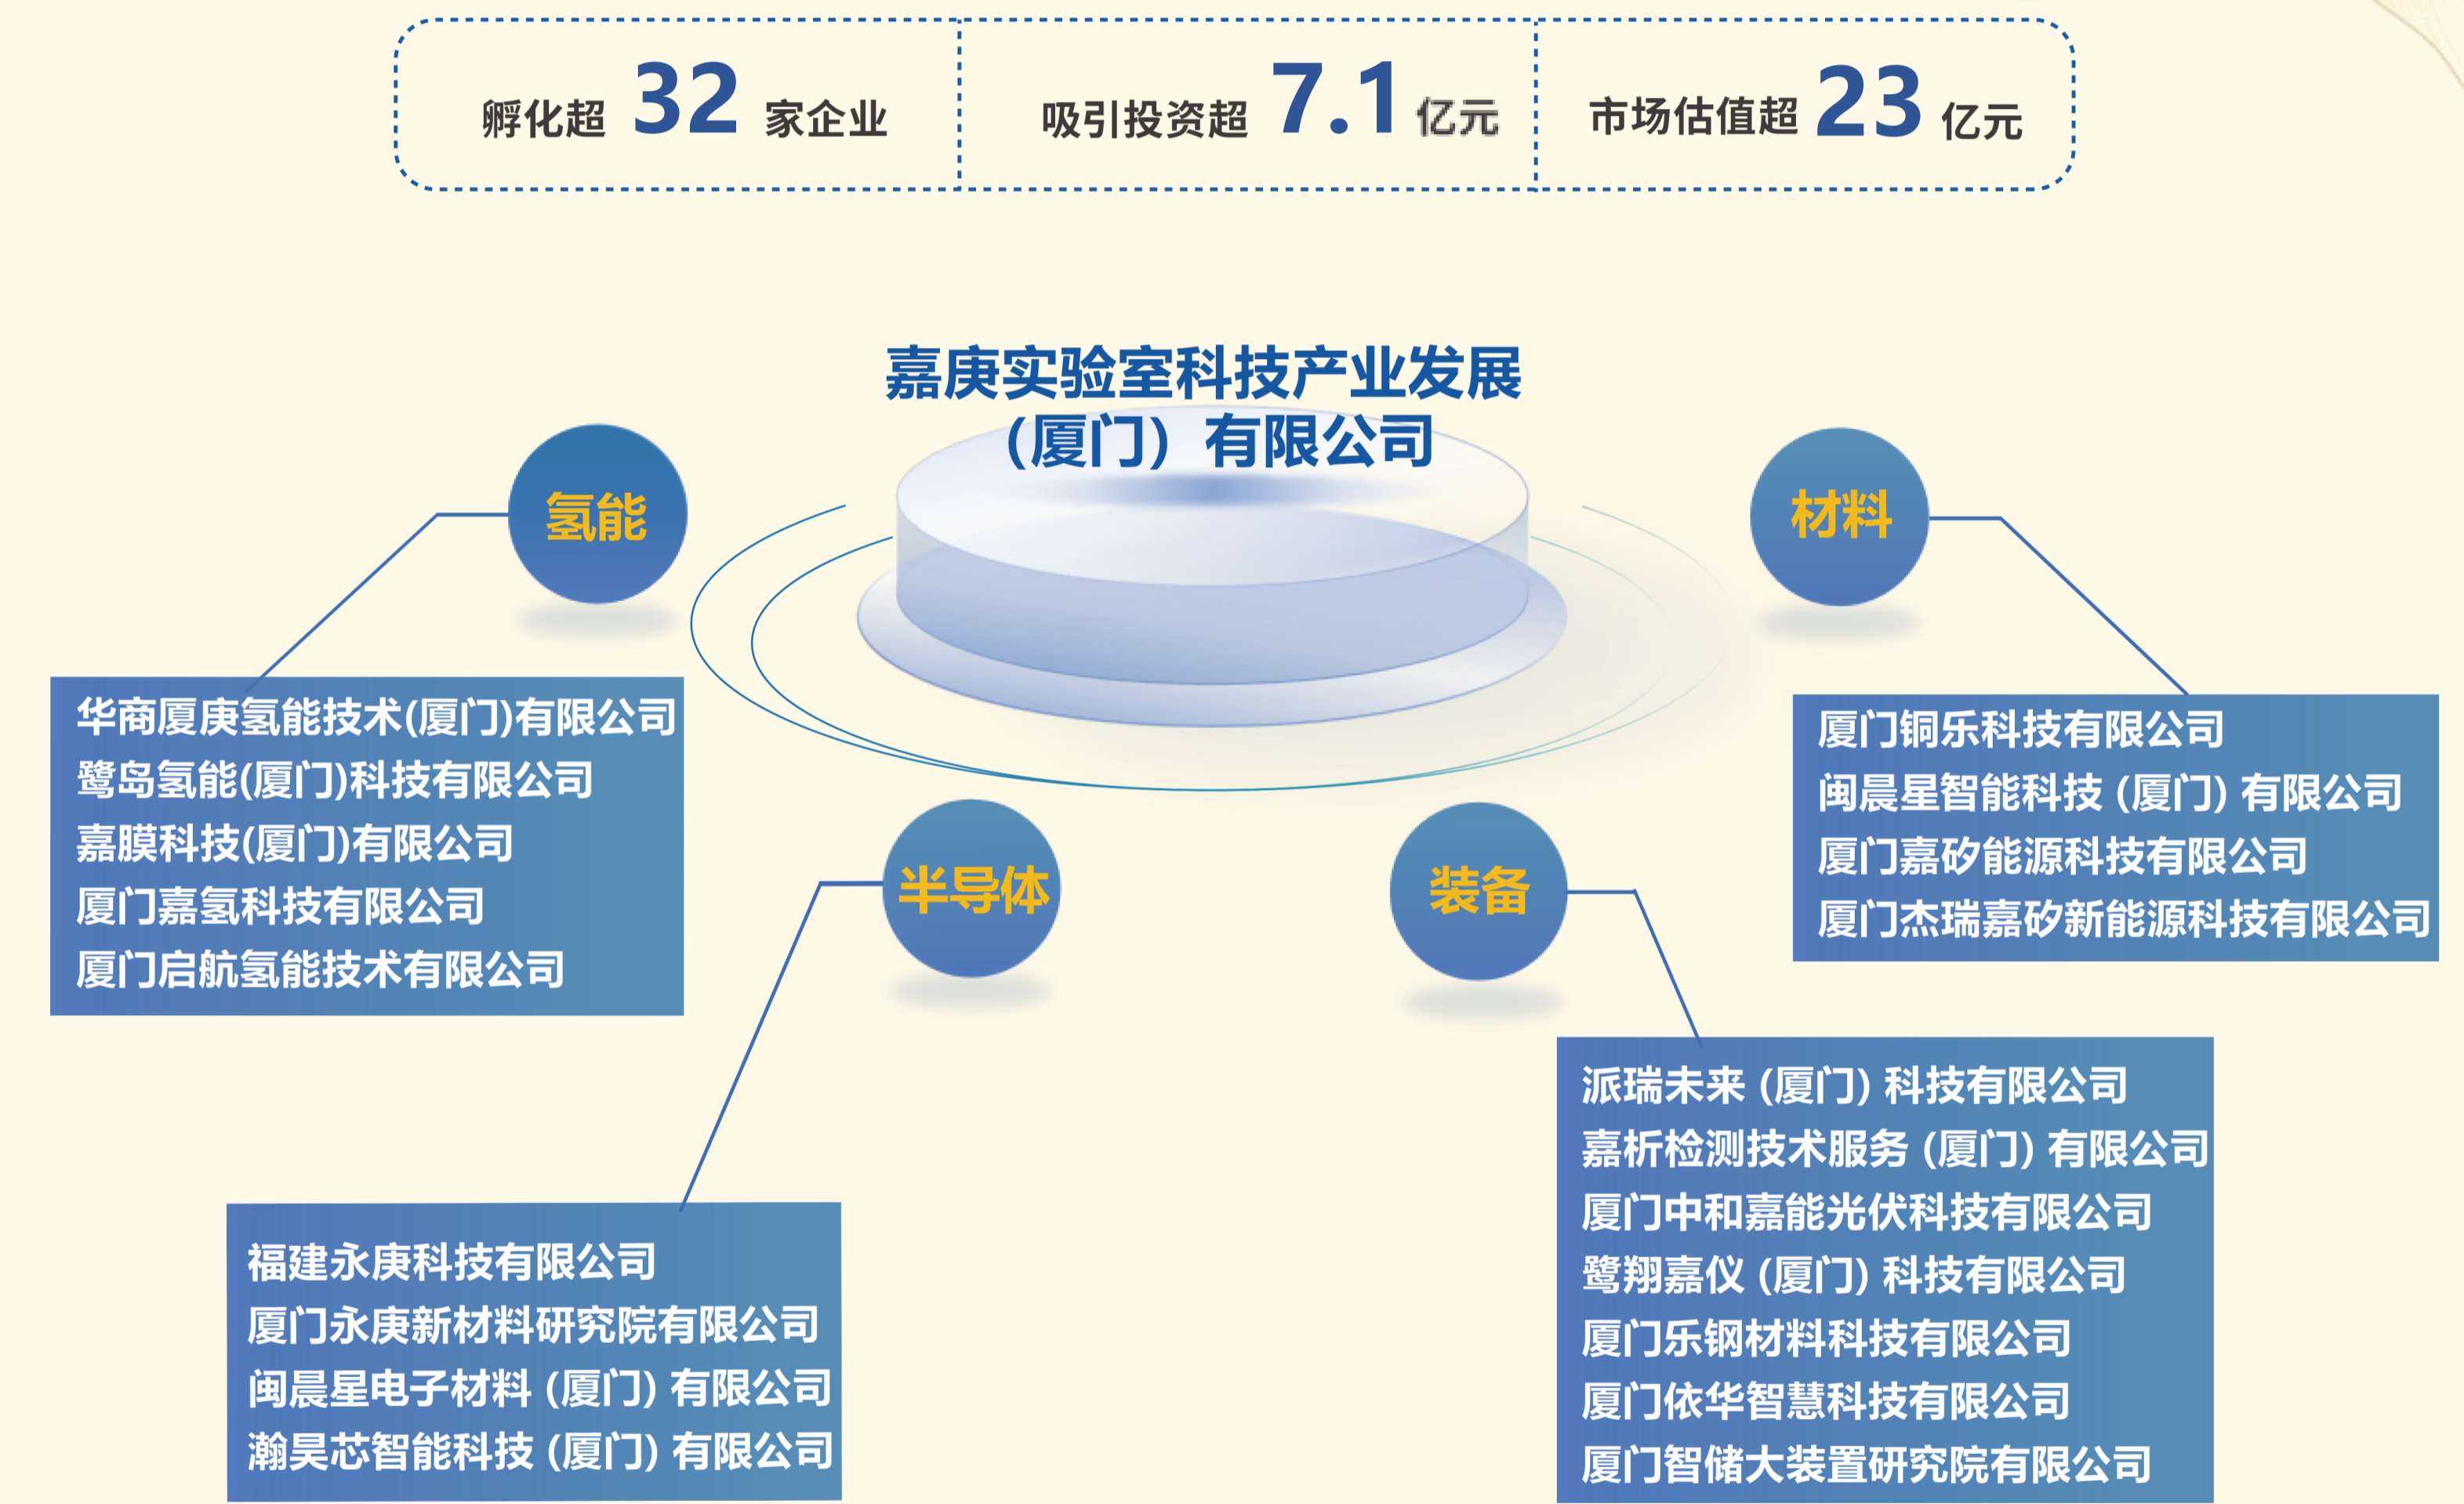 孵化超 32 家企业
吸引投资超 7.1 亿元
市场估值超 23 亿元
嘉庚实验室科技产业发展
（厦门）有限公司
氢能
华商厦庚氢能技术(厦门)有限公司
鹭岛氢能(厦门)科技有限公司
嘉膜科技(厦门)有限公司
厦门嘉氢科技有限公司
厦门启航氢能技术有限公司
半导体
福建永庚科技有限公司
厦门永庚新材料研究院有限公司
闽晨星电子材料（厦门）有限公司
瀚昊芯智能科技（厦门）有限公司
装备
派瑞未来（厦门）科技有限公司
嘉析检测技术服务（厦门）有限公司
厦门中和嘉能光伏科技有限公司
鹭翔嘉仪（厦门）科技有限公司
厦门乐钢材料科技有限公司
厦门依华智慧科技有限公司
厦门智储大装置研究院有限公司
材料
厦门铜乐科技有限公司
闽晨星智能科技（厦门）有限公司
厦门嘉矽能源科技有限公司
厦门杰瑞嘉矽新能源科技有限公司